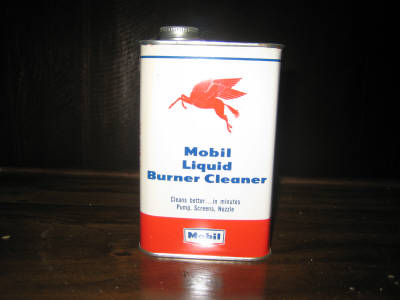 Mobil
Liquid
Burner Cleaner
Cleans better...in minutes
Pump, Screens, Nozzle
Mobil